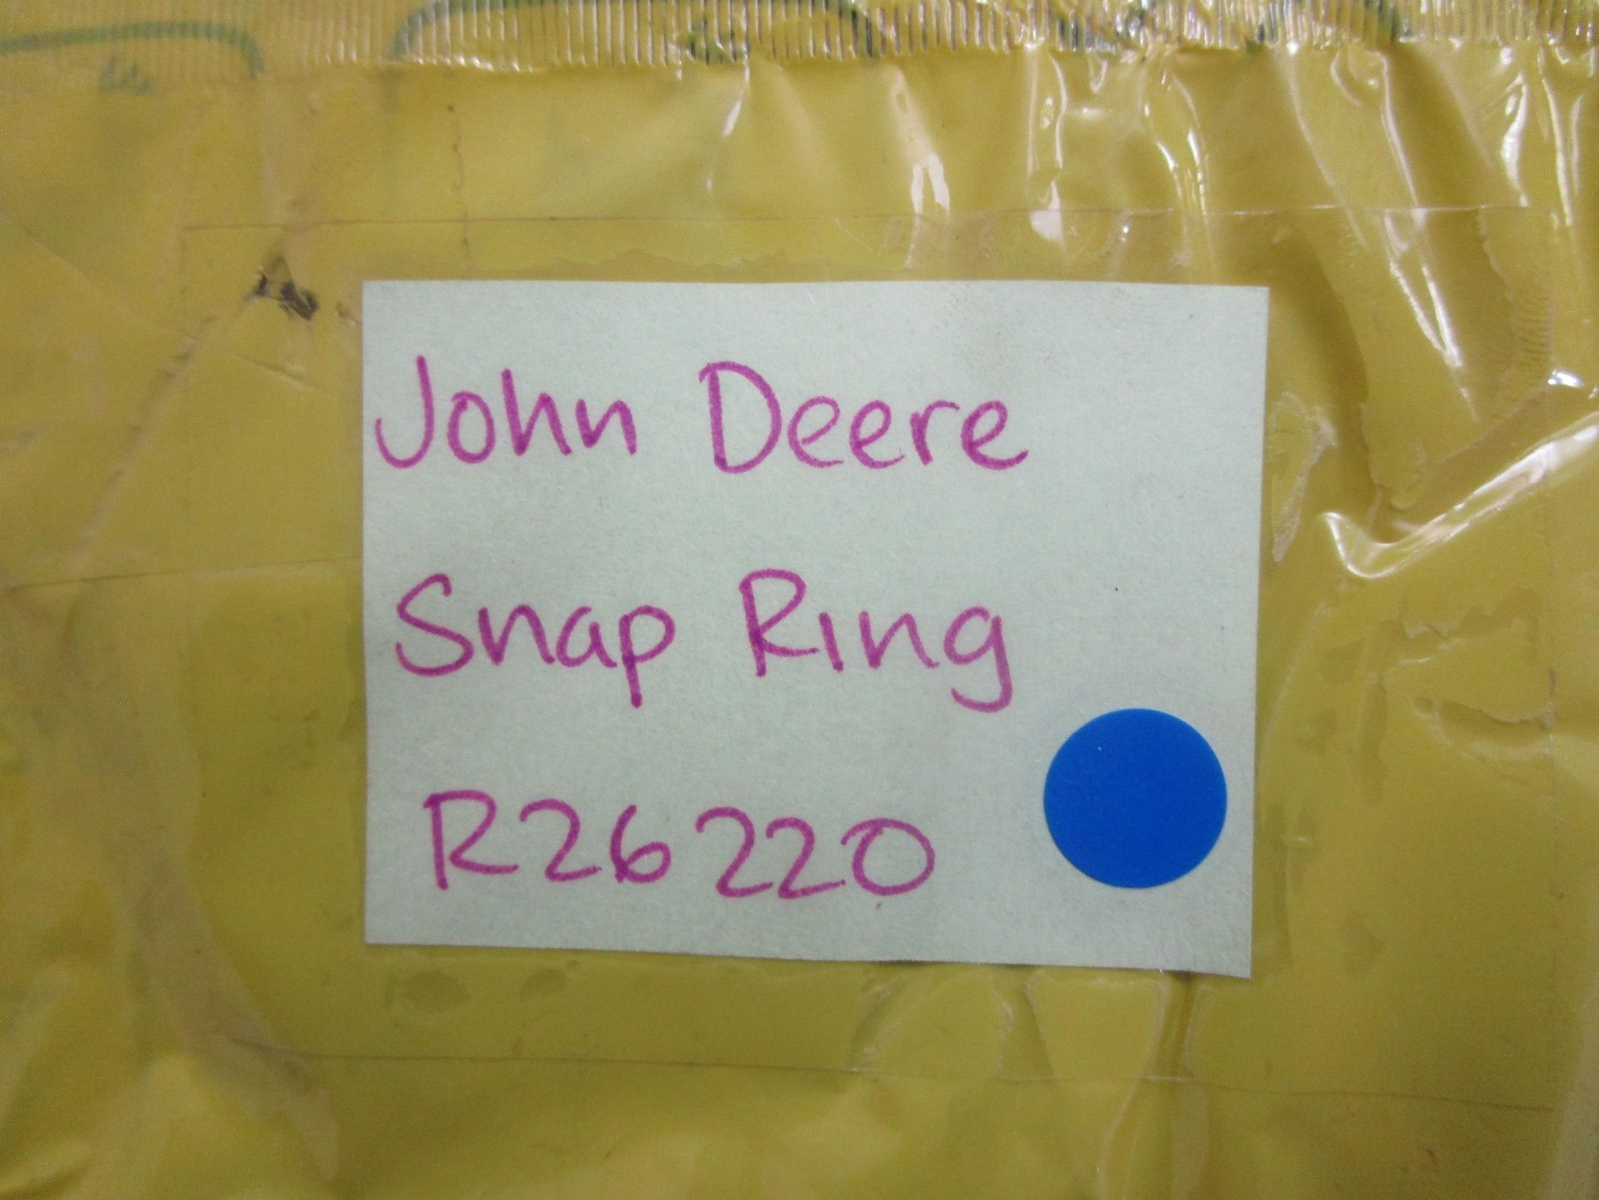 John Deere
Snap Ring
R26220